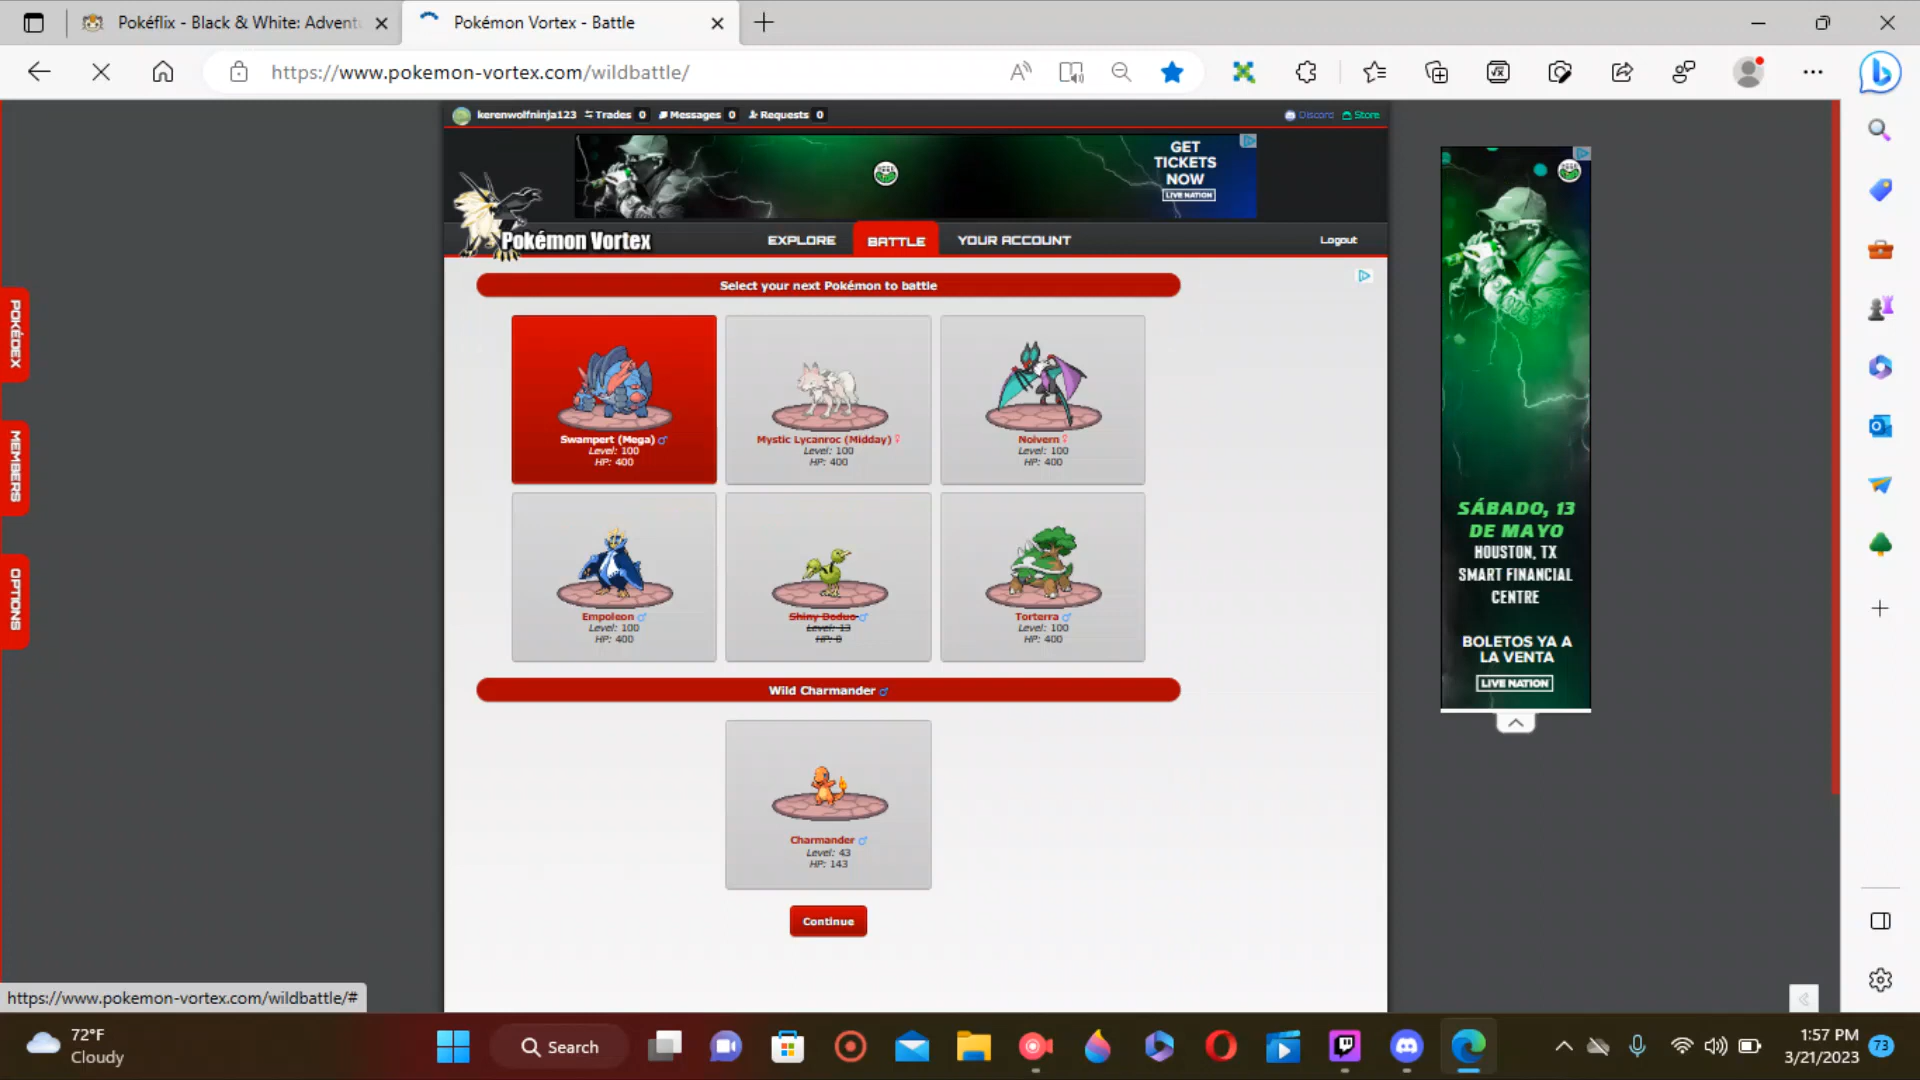 Pokéflix - Black & White: Advent
Pokémon Vortex - Battle
https://www.pokemon-vortex.com/wildbattle/
kerenwolfninja123 Trades 0 Messages 0 Requests 0
Discord Store
GET
TICKETS
NOW
LIVE NATION
Pokémon Vortex
EXPLORE
BATTLE
YOUR ACCOUNT
Logout
POKÉDEX
MEMBERS
OPTIONS
Select your next Pokémon to battle
Swampert (Mega) ♂
Level: 100
HP: 400
Mystic Lycanroc (Midday) ♀
Level: 100
HP: 400
Noivern ♀
Level: 100
HP: 400
Empoleon ♂
Level: 100
HP: 400
Shiny Doduo ♂
Level: 13
HP: 0
Torterra ♂
Level: 100
HP: 400
Wild Charmander ♂
Charmander ♂
Level: 43
HP: 143
Continue
SÁBADO, 13
DE MAYO
HOUSTON, TX
SMART FINANCIAL
CENTRE
BOLETOS YA A
LA VENTA
LIVE NATION
https://www.pokemon-vortex.com/wildbattle/#
72°F
Cloudy
Search
1:57 PM
3/21/2023
73